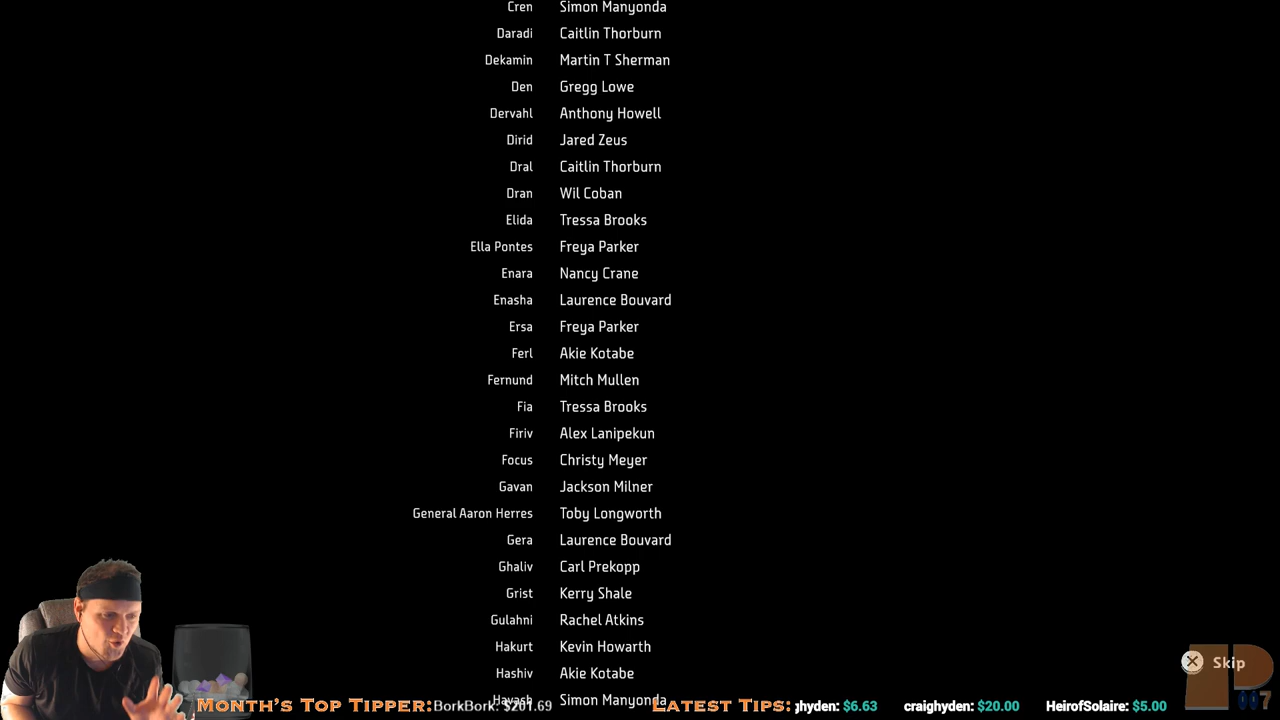 Cren Simon Manyonda
Daradi Caitlin Thorburn
Dekamin Martin T Sherman
Den Gregg Lowe
Dervahl Anthony Howell
Dirid Jared Zeus
Dral Caitlin Thorburn
Dran Wil Coban
Elida Tressa Brooks
Ella Pontes Freya Parker
Enara Nancy Crane
Enasha Laurence Bouvard
Ersa Freya Parker
Ferl Akie Kotabe
Fernund Mitch Mullen
Fia Tressa Brooks
Firiv Alex Lanipekun
Focus Christy Meyer
Gavan Jackson Milner
General Aaron Herres Toby Longworth
Gera Laurence Bouvard
Ghaliv Carl Prekopp
Grist Kerry Shale
Gulahni Rachel Atkins
Hakurt Kevin Howarth
Hashiv Akie Kotabe
Skip
Havash Simon Manyonda
007
Month's Top Tipper: BorkBork: $201.69 Latest Tips: ghyden: $6.63 craighyden: $20.00 HeirofSolaire: $5.00